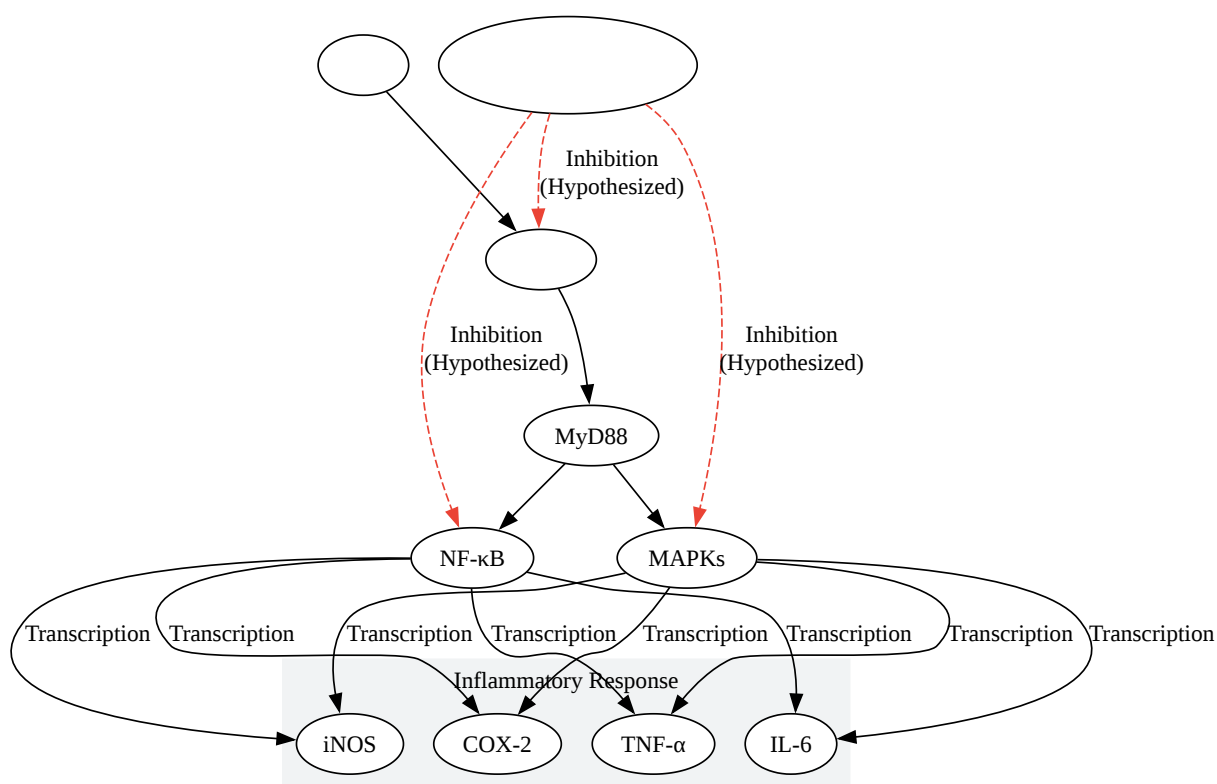 Inhibition
(Hypothesized)
Inhibition
(Hypothesized)
Inhibition
(Hypothesized)
MyD88
NF-κB
MAPKs
Transcription
Transcription
Transcription
Transcription
Transcription
Transcription
Transcription
Transcription
Inflammatory Response
iNOS
COX-2
TNF-α
IL-6